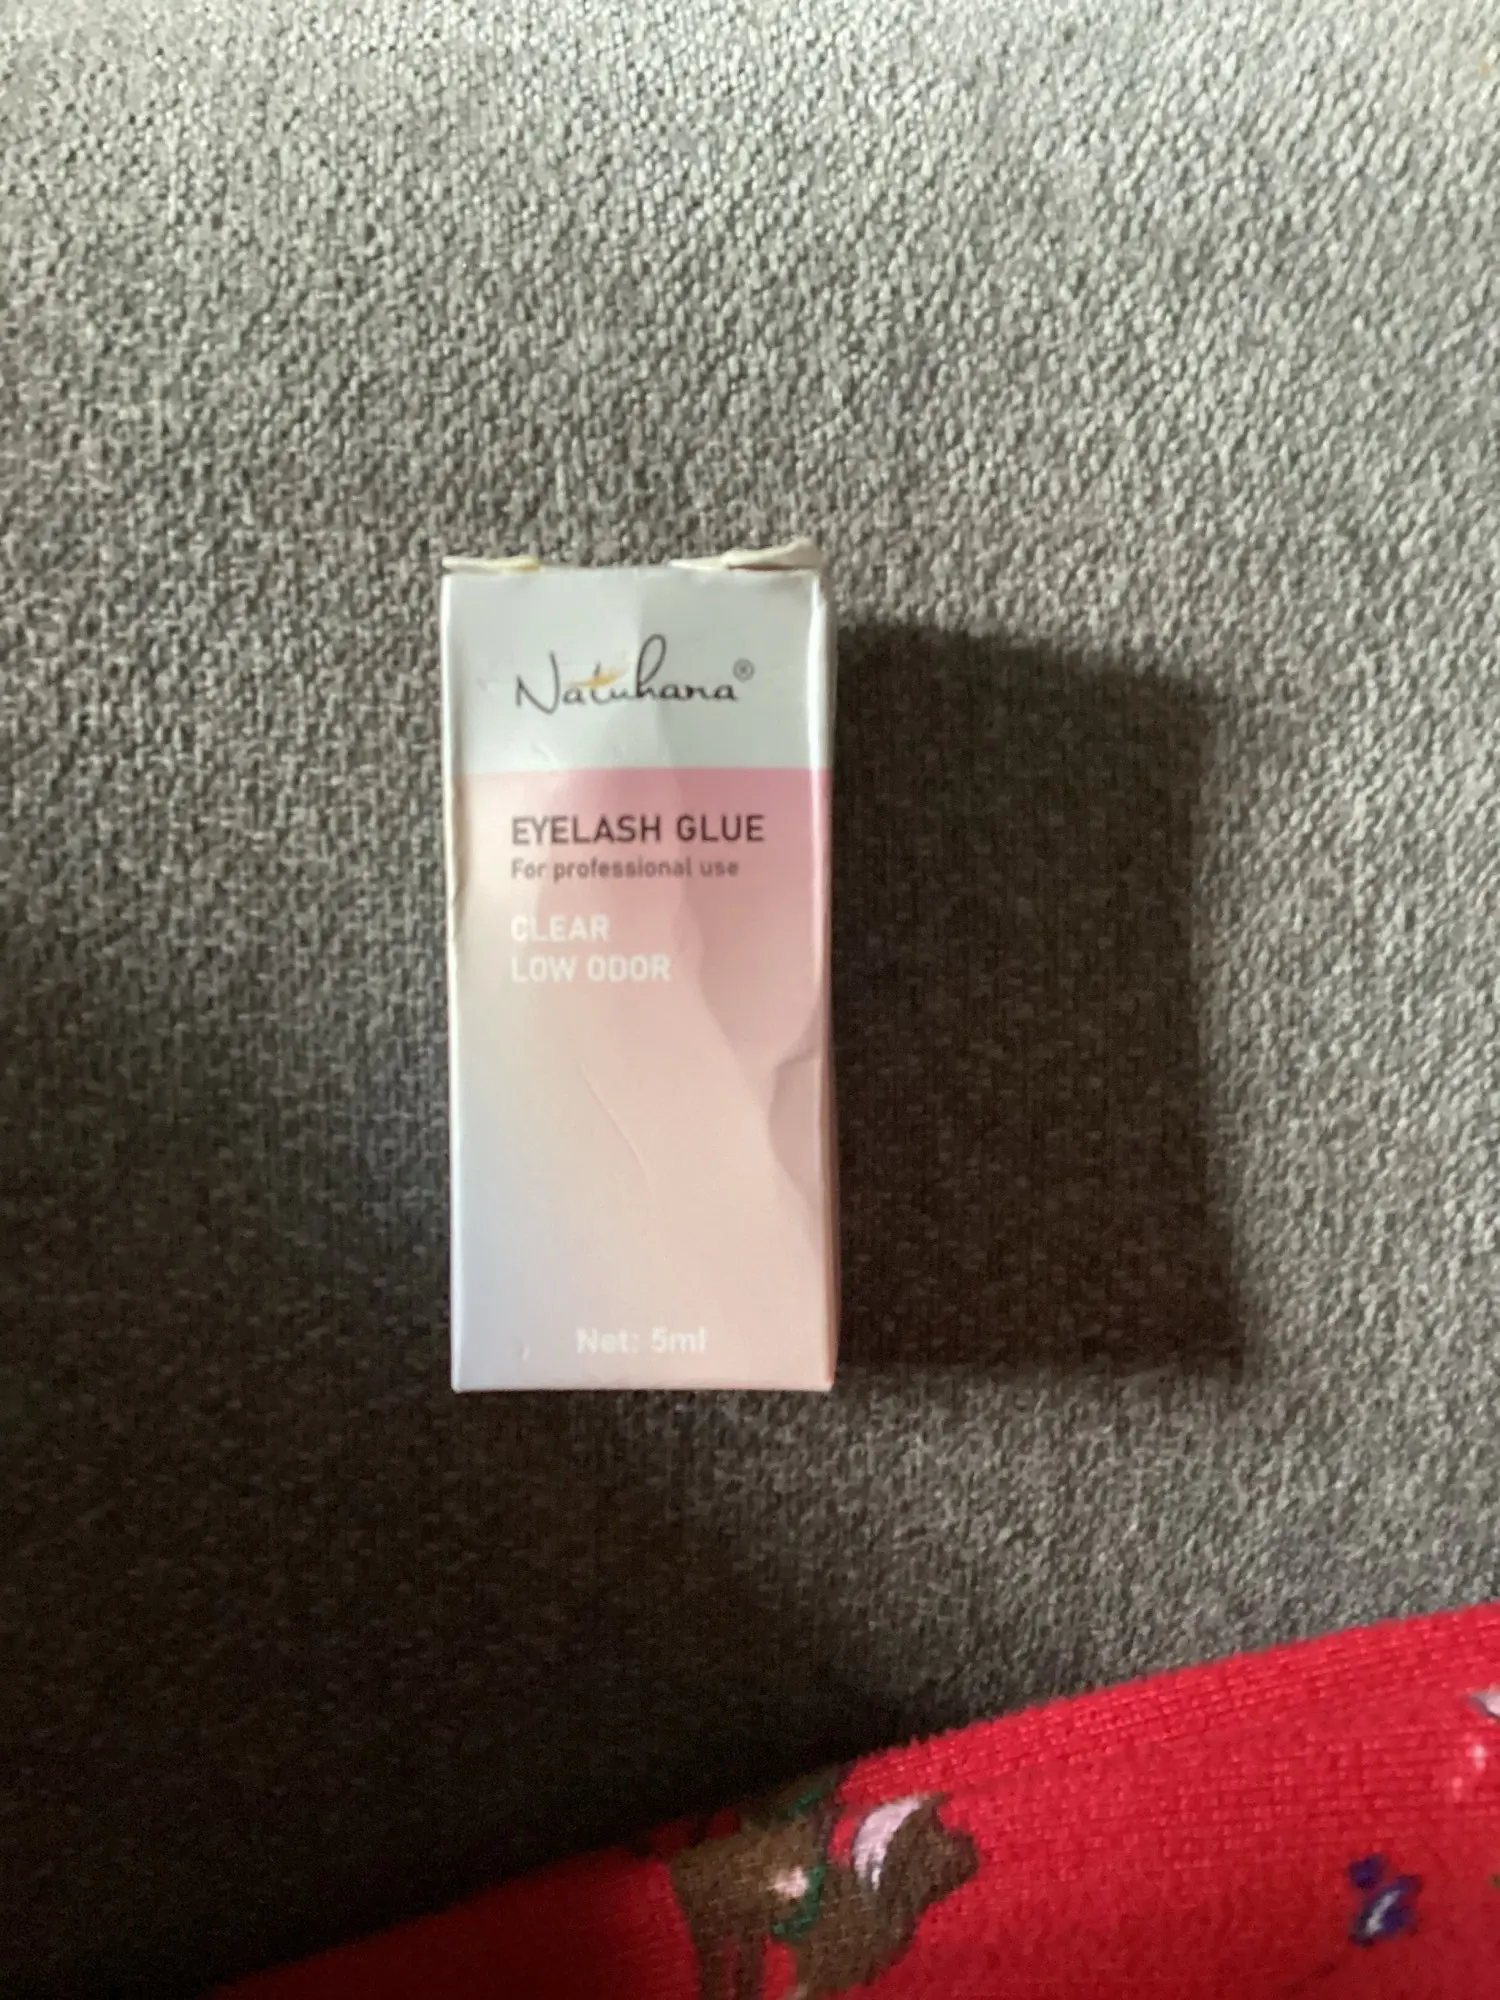 Natuhana®
EYELASH GLUE
For professional use
CLEAR
LOW ODOR
Net: 5ml